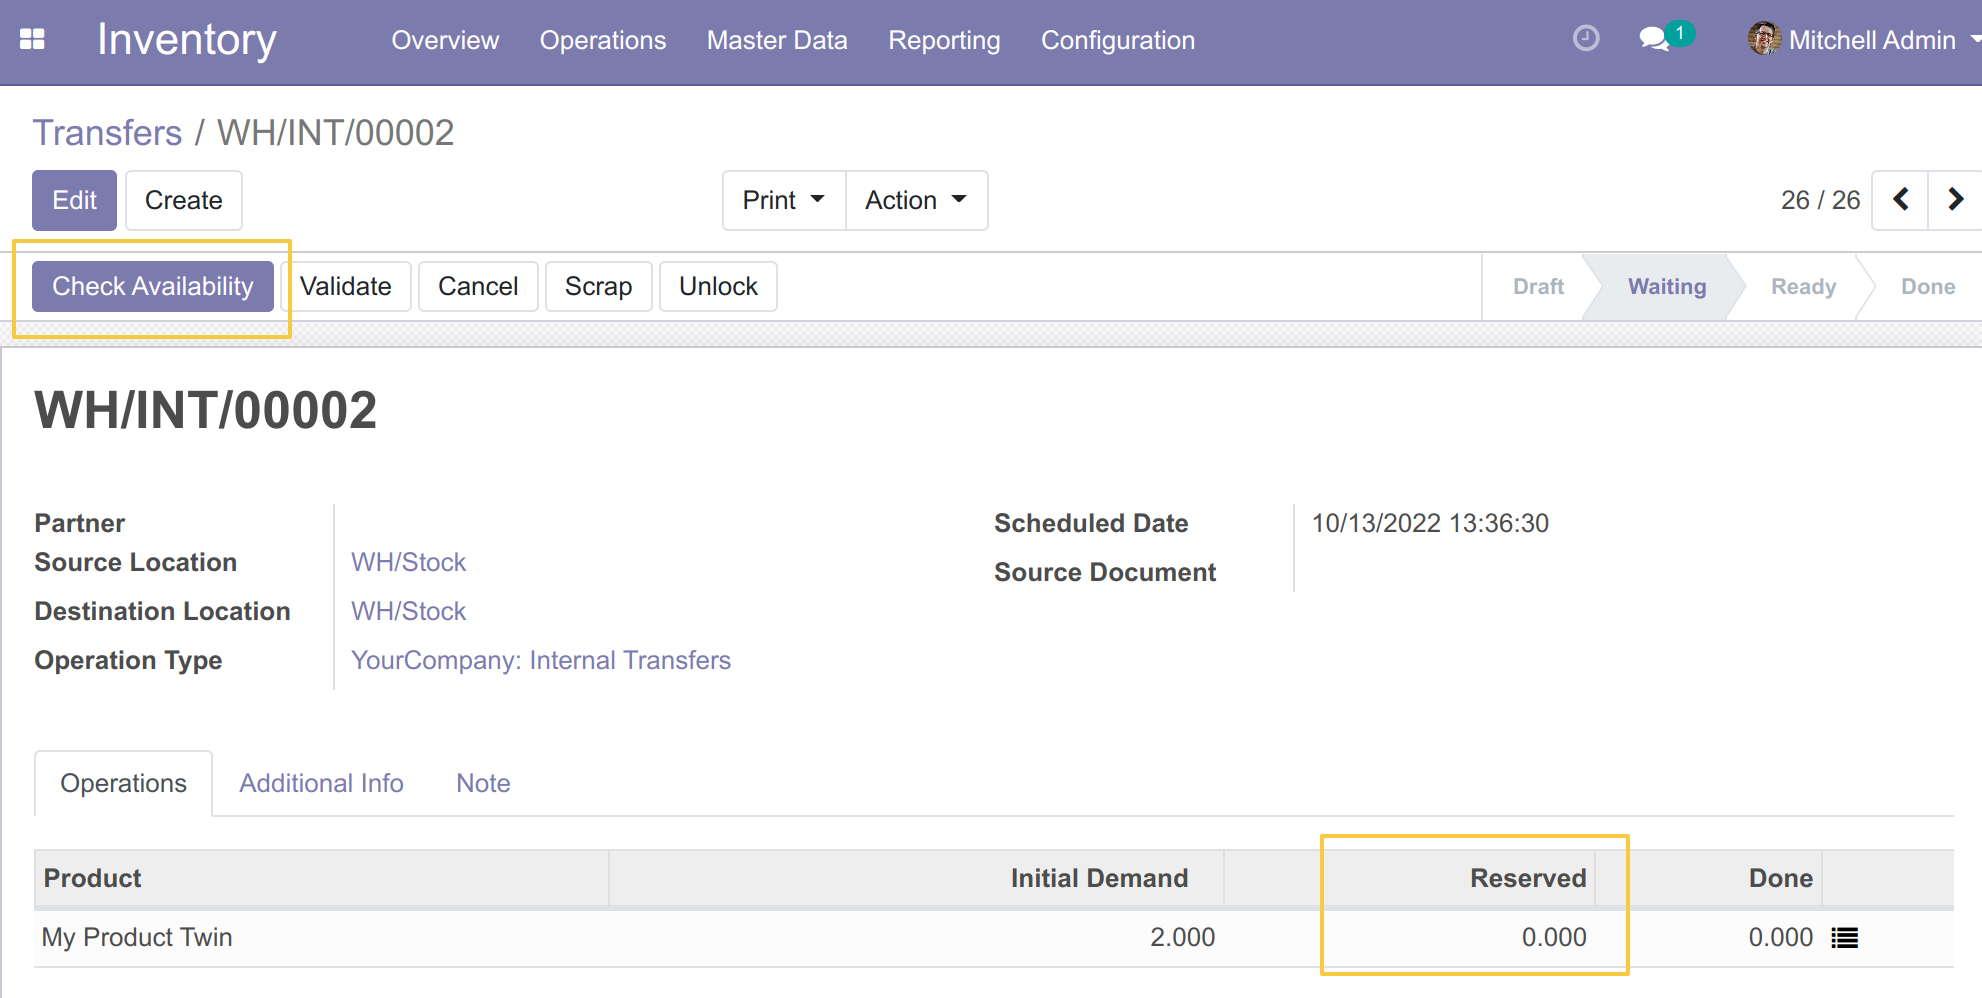 Inventory Overview Operations Master Data Reporting Configuration 1 Mitchell Admin
Transfers / WH/INT/00002
Edit Create Print Action 26 / 26
Check Availability Validate Cancel Scrap Unlock Draft Waiting Ready Done
WH/INT/00002
Partner Scheduled Date 10/13/2022 13:36:30
Source Location WH/Stock Source Document
Destination Location WH/Stock
Operation Type YourCompany: Internal Transfers
Operations Additional Info Note
Product Initial Demand Reserved Done
My Product Twin 2.000 0.000 0.000